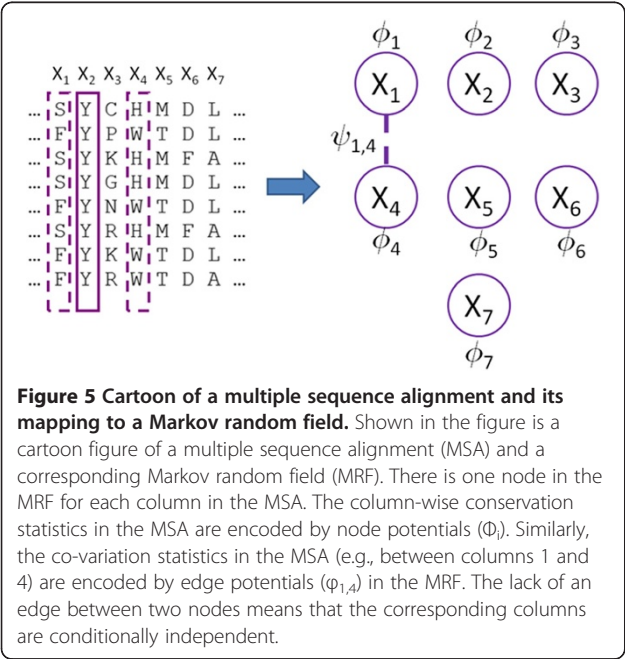 X₁ X₂ X₃ X₄ X₅ X₆ X₇
... S Y C H M D L ...
... F Y P W T D L ...
... S Y K H M F A ...
... S Y G H M D L ...
... F Y N W T D L ...
... S Y R H M F A ...
... F Y K W T D L ...
... F Y R W T D A ...
ϕ₁ ϕ₂ ϕ₃
X₁ X₂ X₃
ψ₁,₄
X₄ X₅ X₆
ϕ₄ ϕ₅ ϕ₆
X₇
ϕ₇
Figure 5 Cartoon of a multiple sequence alignment and its
mapping to a Markov random field. Shown in the figure is a
cartoon figure of a multiple sequence alignment (MSA) and a
corresponding Markov random field (MRF). There is one node in the
MRF for each column in the MSA. The column-wise conservation
statistics in the MSA are encoded by node potentials (Φᵢ). Similarly,
the co-variation statistics in the MSA (e.g., between columns 1 and
4) are encoded by edge potentials (φ₁,₄) in the MRF. The lack of an
edge between two nodes means that the corresponding columns
are conditionally independent.